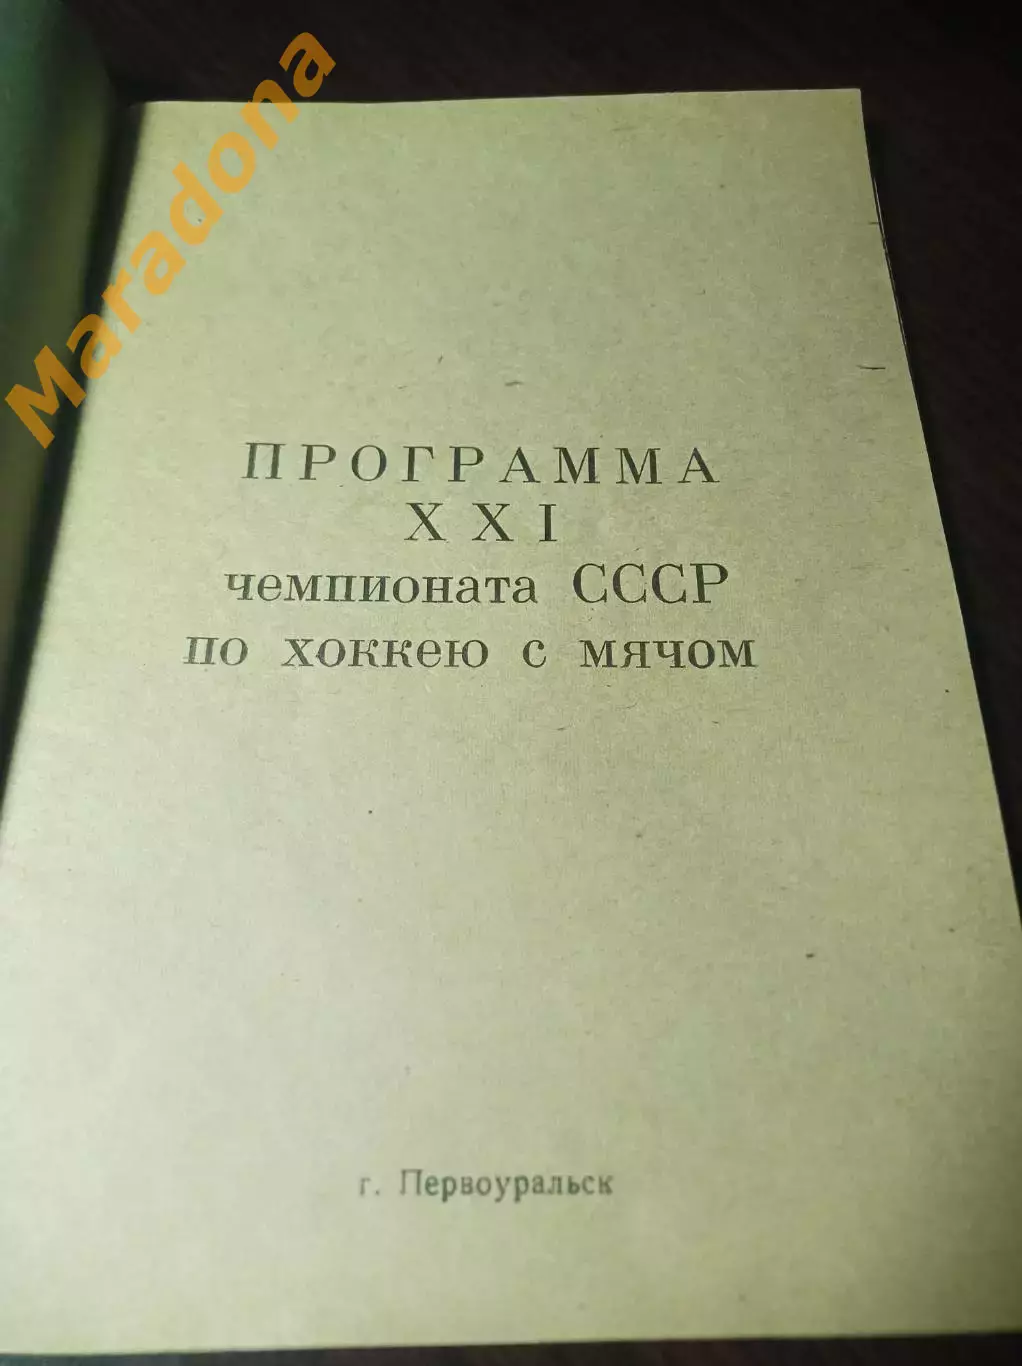 Maradona
ПРОГРАММА
XXI
чемпионата СССР
по хоккею с мячом
г. Первоуральск